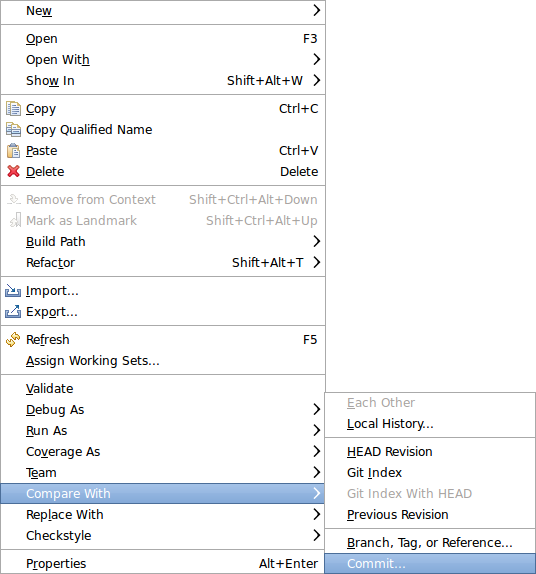 New
Open F3
Open With
Show In Shift+Alt+W
Copy Ctrl+C
Copy Qualified Name
Paste Ctrl+V
Delete Delete
Remove from Context Shift+Ctrl+Alt+Down
Mark as Landmark Shift+Ctrl+Alt+Up
Build Path
Refactor Shift+Alt+T
Import...
Export...
Refresh F5
Assign Working Sets...
Validate
Debug As
Run As
Coverage As
Team
Compare With
Replace With
Checkstyle
Properties Alt+Enter
Each Other
Local History...
HEAD Revision
Git Index
Git Index With HEAD
Previous Revision
Branch, Tag, or Reference...
Commit...